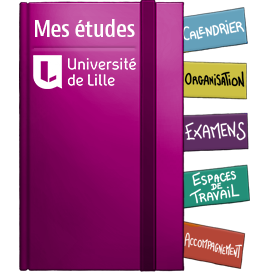 Mes études
Université
de Lille
CALENDRIER
ORGANISATION
EXAMENS
ESPACES
DE
TRAVAIL
ACCOMPAGNEMENT